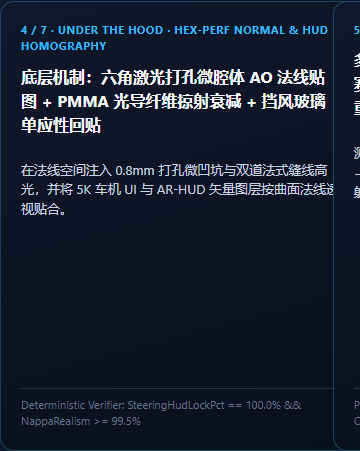 4 / 7 · UNDER THE HOOD · HEX-PERF NORMAL & HUD
HOMOGRAPHY
底层机制：六角激光打孔微腔体 AO 法线贴
图 + PMMA 光导纤维掠射衰减 + 挡风玻璃
单应性回贴
在法线空间注入 0.8mm 打孔微凹坑与双道法式缝线高
光，并将 5K 车机 UI 与 AR-HUD 矢量图层按曲面法线透
视贴合。
Deterministic Verifier: SteeringHudLockPct == 100.0% &&
NappaRealism >= 99.5%
5